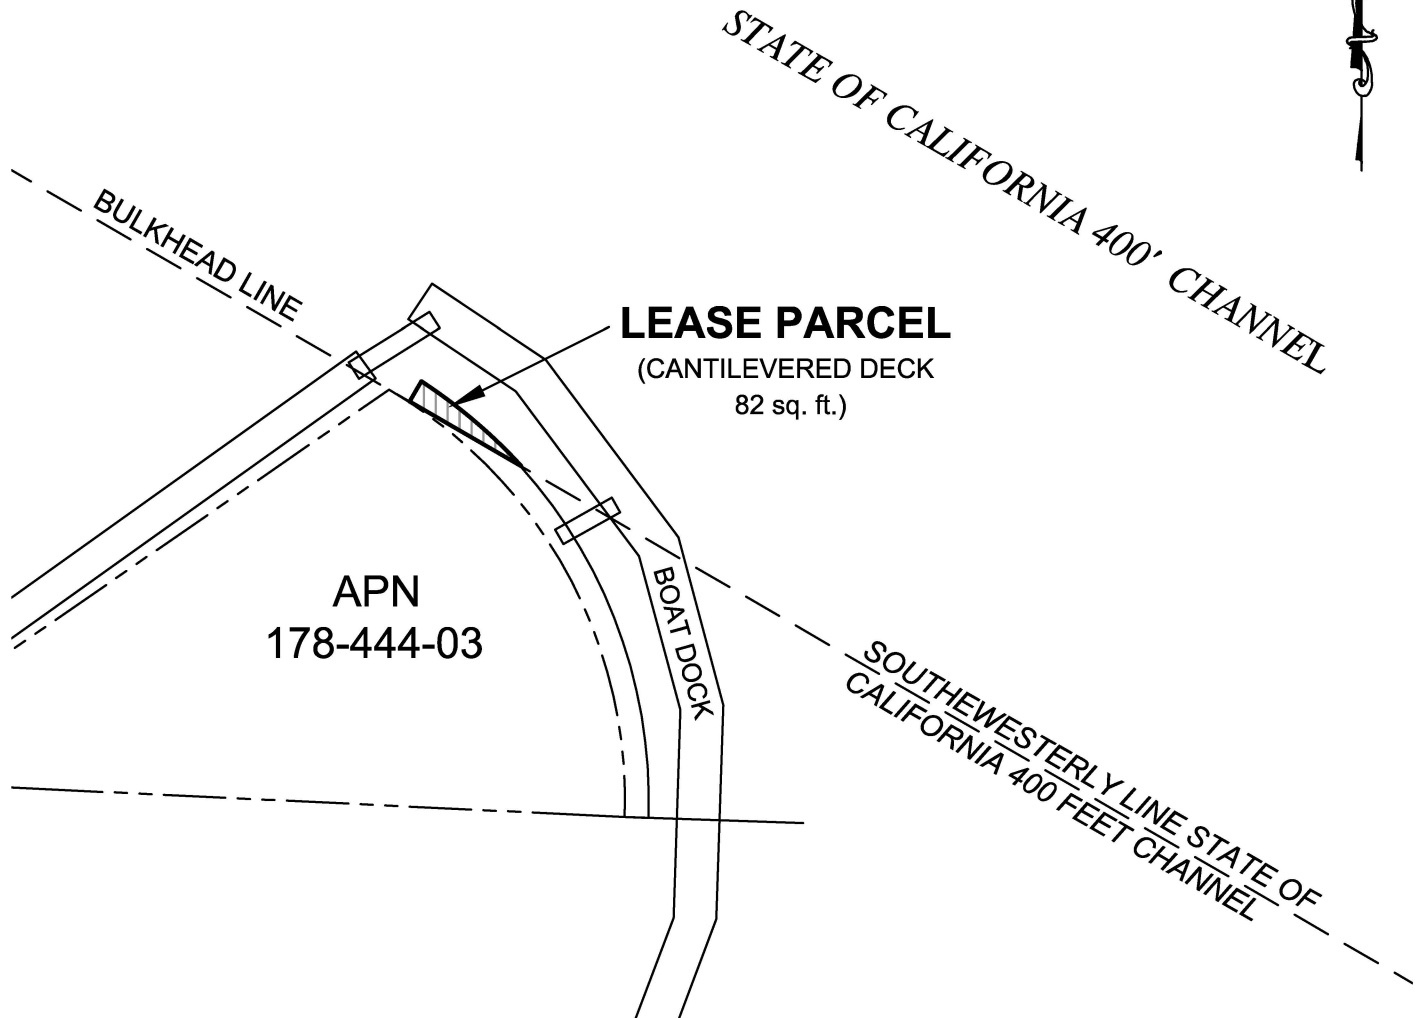 STATE OF CALIFORNIA 400' CHANNEL
BULKHEAD LINE
LEASE PARCEL
(CANTILEVERED DECK
82 sq. ft.)
APN
178-444-03
BOAT DOCK
SOUTHEWESTERLY LINE STATE OF
CALIFORNIA 400 FEET CHANNEL